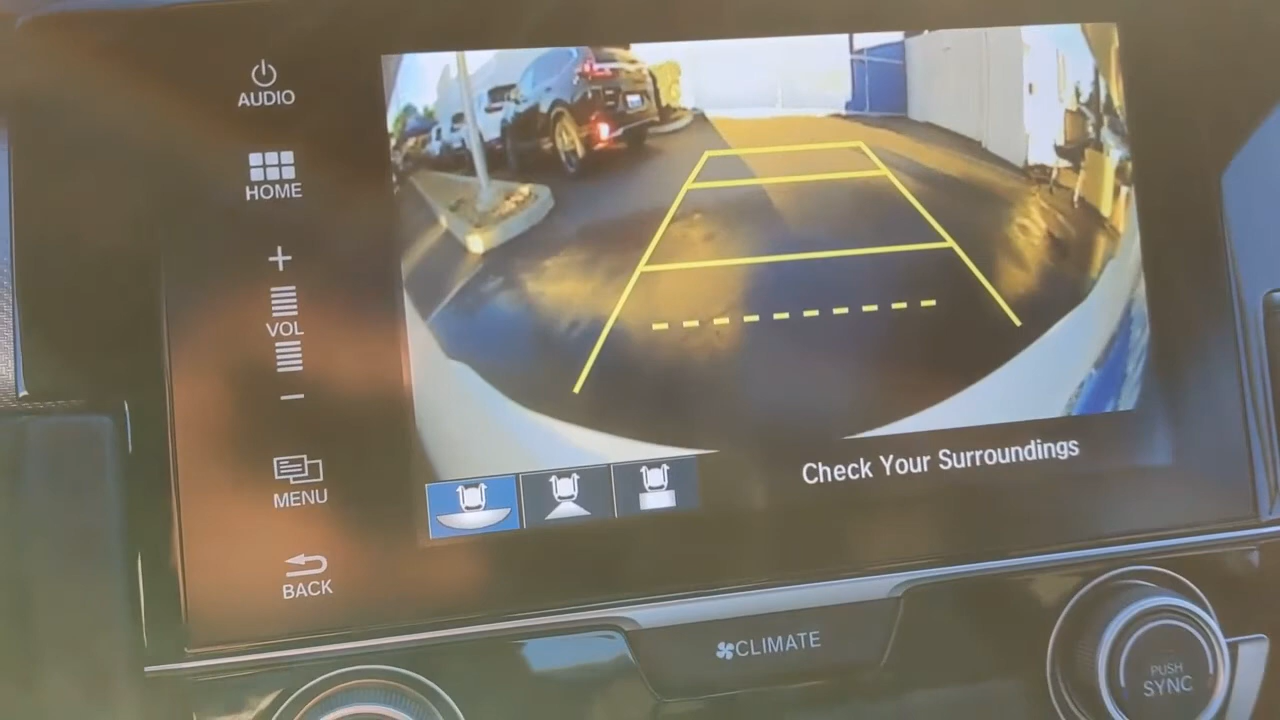 AUDIO
HOME
+
VOL
−
MENU
BACK
Check Your Surroundings
CLIMATE
PUSH
SYNC